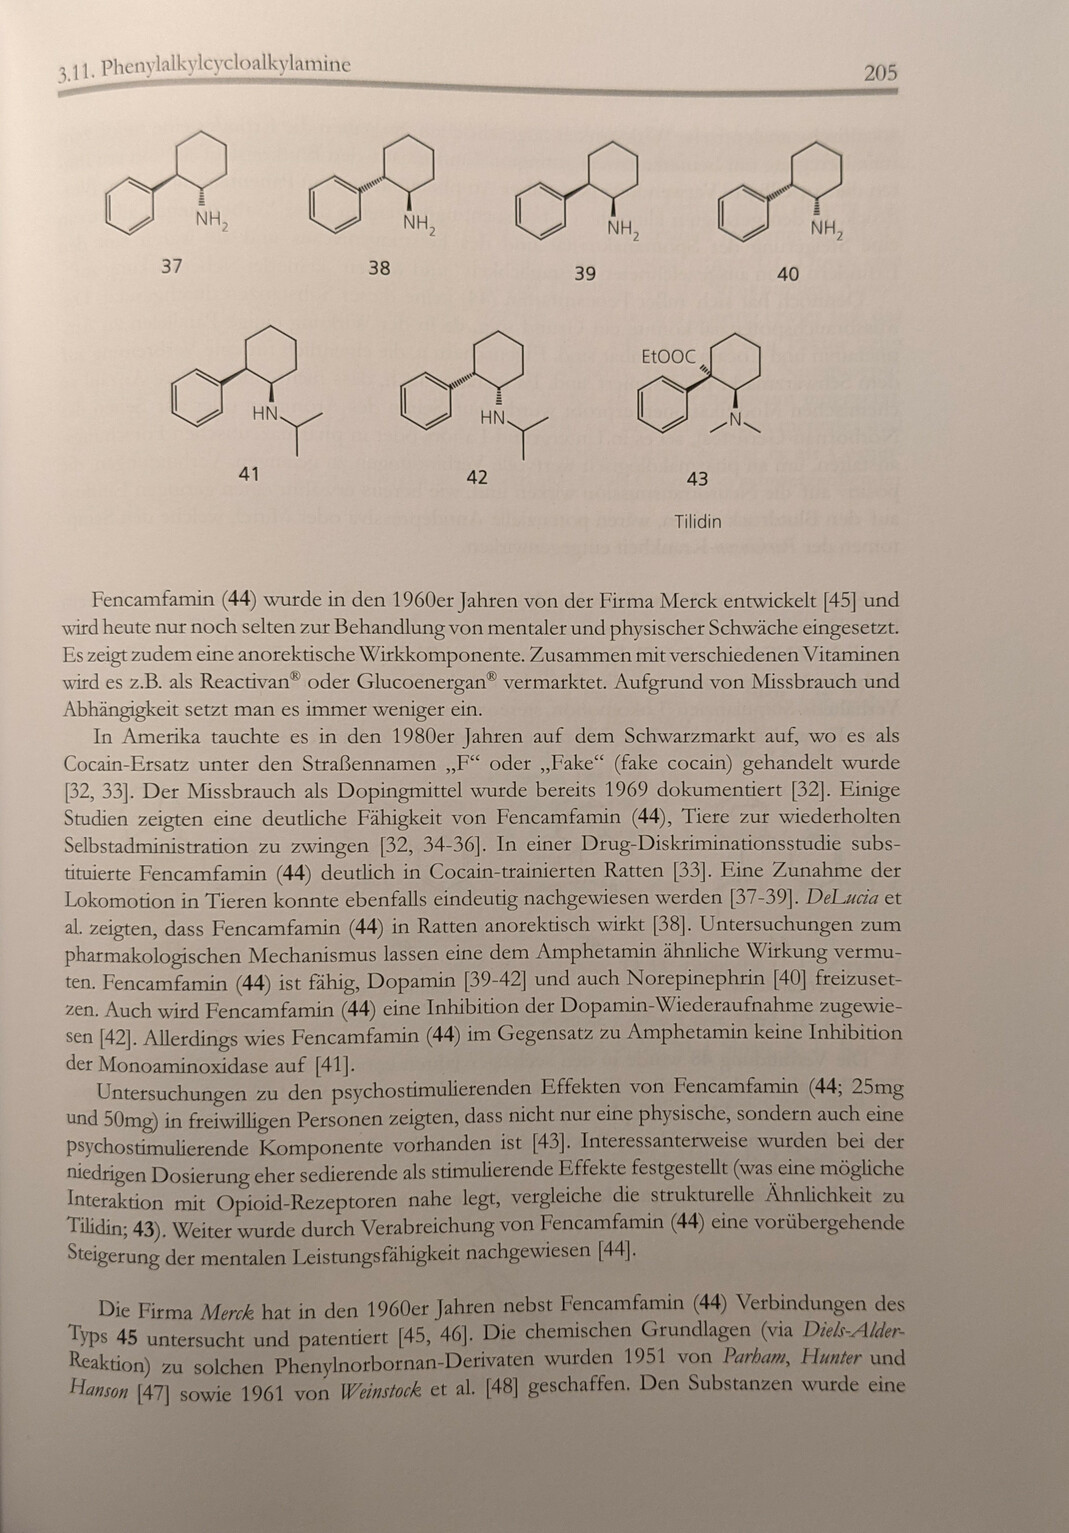 3.11. Phenylalkylcycloalkylamine
205
NH2
NH2
NH2
NH2
37
38
39
40
HN
HN
EtOOC
N
41
42
43
Tilidin
Fencamfamin (44) wurde in den 1960er Jahren von der Firma Merck entwickelt [45] und
wird heute nur noch selten zur Behandlung von mentaler und physischer Schwäche eingesetzt.
Es zeigt zudem eine anorektische Wirkkomponente. Zusammen mit verschiedenen Vitaminen
wird es z.B. als Reactivan® oder Glucoenergan® vermarktet. Aufgrund von Missbrauch und
Abhängigkeit setzt man es immer weniger ein.
In Amerika tauchte es in den 1980er Jahren auf dem Schwarzmarkt auf, wo es als
Cocain-Ersatz unter den Straßennamen „F“ oder „Fake“ (fake cocain) gehandelt wurde
[32, 33]. Der Missbrauch als Dopingmittel wurde bereits 1969 dokumentiert [32]. Einige
Studien zeigten eine deutliche Fähigkeit von Fencamfamin (44), Tiere zur wiederholten
Selbstadministration zu zwingen [32, 34-36]. In einer Drug-Diskriminationsstudie subs-
tituierte Fencamfamin (44) deutlich in Cocain-trainierten Ratten [33]. Eine Zunahme der
Lokomotion in Tieren konnte ebenfalls eindeutig nachgewiesen werden [37-39]. DeLucia et
al. zeigten, dass Fencamfamin (44) in Ratten anorektisch wirkt [38]. Untersuchungen zum
pharmakologischen Mechanismus lassen eine dem Amphetamin ähnliche Wirkung vermu-
ten. Fencamfamin (44) ist fähig, Dopamin [39-42] und auch Norepinephrin [40] freizuset-
zen. Auch wird Fencamfamin (44) eine Inhibition der Dopamin-Wiederaufnahme zugewie-
sen [42]. Allerdings wies Fencamfamin (44) im Gegensatz zu Amphetamin keine Inhibition
der Monoaminoxidase auf [41].
Untersuchungen zu den psychostimulierenden Effekten von Fencamfamin (44; 25mg
und 50mg) in freiwilligen Personen zeigten, dass nicht nur eine physische, sondern auch eine
psychostimulierende Komponente vorhanden ist [43]. Interessanterweise wurden bei der
niedrigen Dosierung eher sedierende als stimulierende Effekte festgestellt (was eine mögliche
Interaktion mit Opioid-Rezeptoren nahe legt, vergleiche die strukturelle Ähnlichkeit zu
Tilidin; 43). Weiter wurde durch Verabreichung von Fencamfamin (44) eine vorübergehende
Steigerung der mentalen Leistungsfähigkeit nachgewiesen [44].
Die Firma Merck hat in den 1960er Jahren nebst Fencamfamin (44) Verbindungen des
Typs 45 untersucht und patentiert [45, 46]. Die chemischen Grundlagen (via Diels-Alder-
Reaktion) zu solchen Phenylnorbornan-Derivaten wurden 1951 von Parham, Hunter und
Hanson [47] sowie 1961 von Weinstock et al. [48] geschaffen. Den Substanzen wurde eine